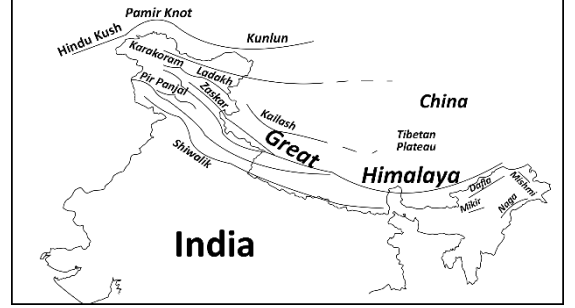 Pamir Knot
Hindu Kush
Kunlun
Karakoram
Ladakh
Pir Panjal
Zaskar
China
Kailash
Great
Tibetan
Plateau
Shiwalik
Himalaya
Dafla
Mishmi
Mikir
Naga
India